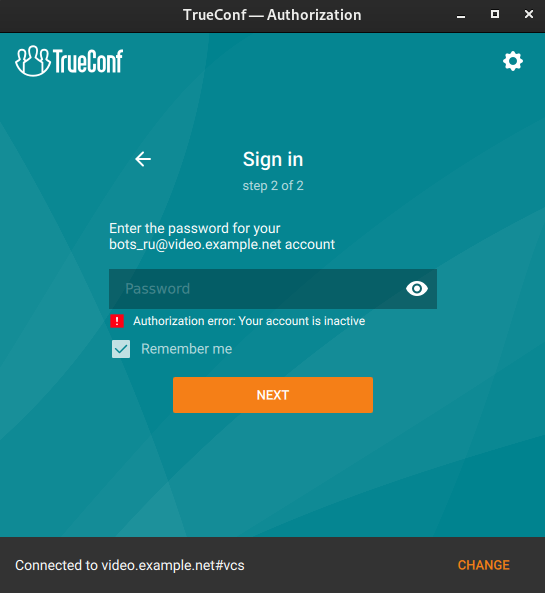 TrueConf — Authorization
TrueConf
Sign in
step 2 of 2
Enter the password for your
bots_ru@video.example.net account
Password
! Authorization error: Your account is inactive
Remember me
NEXT
Connected to video.example.net#vcs CHANGE